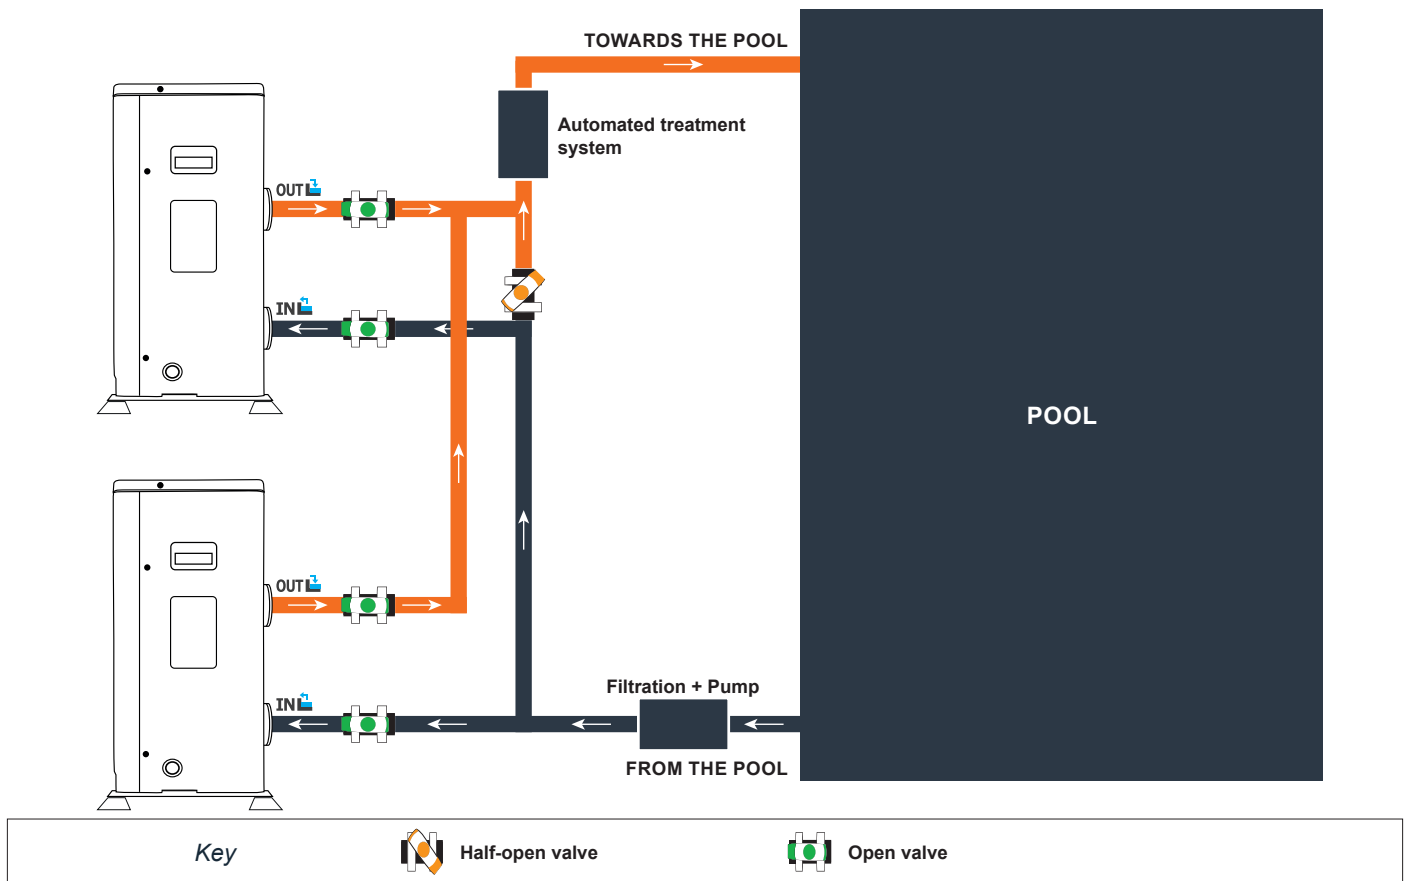 TOWARDS THE POOL
Automated treatment
system
OUT
IN
POOL
OUT
Filtration + Pump
IN
FROM THE POOL
Key
Half-open valve
Open valve